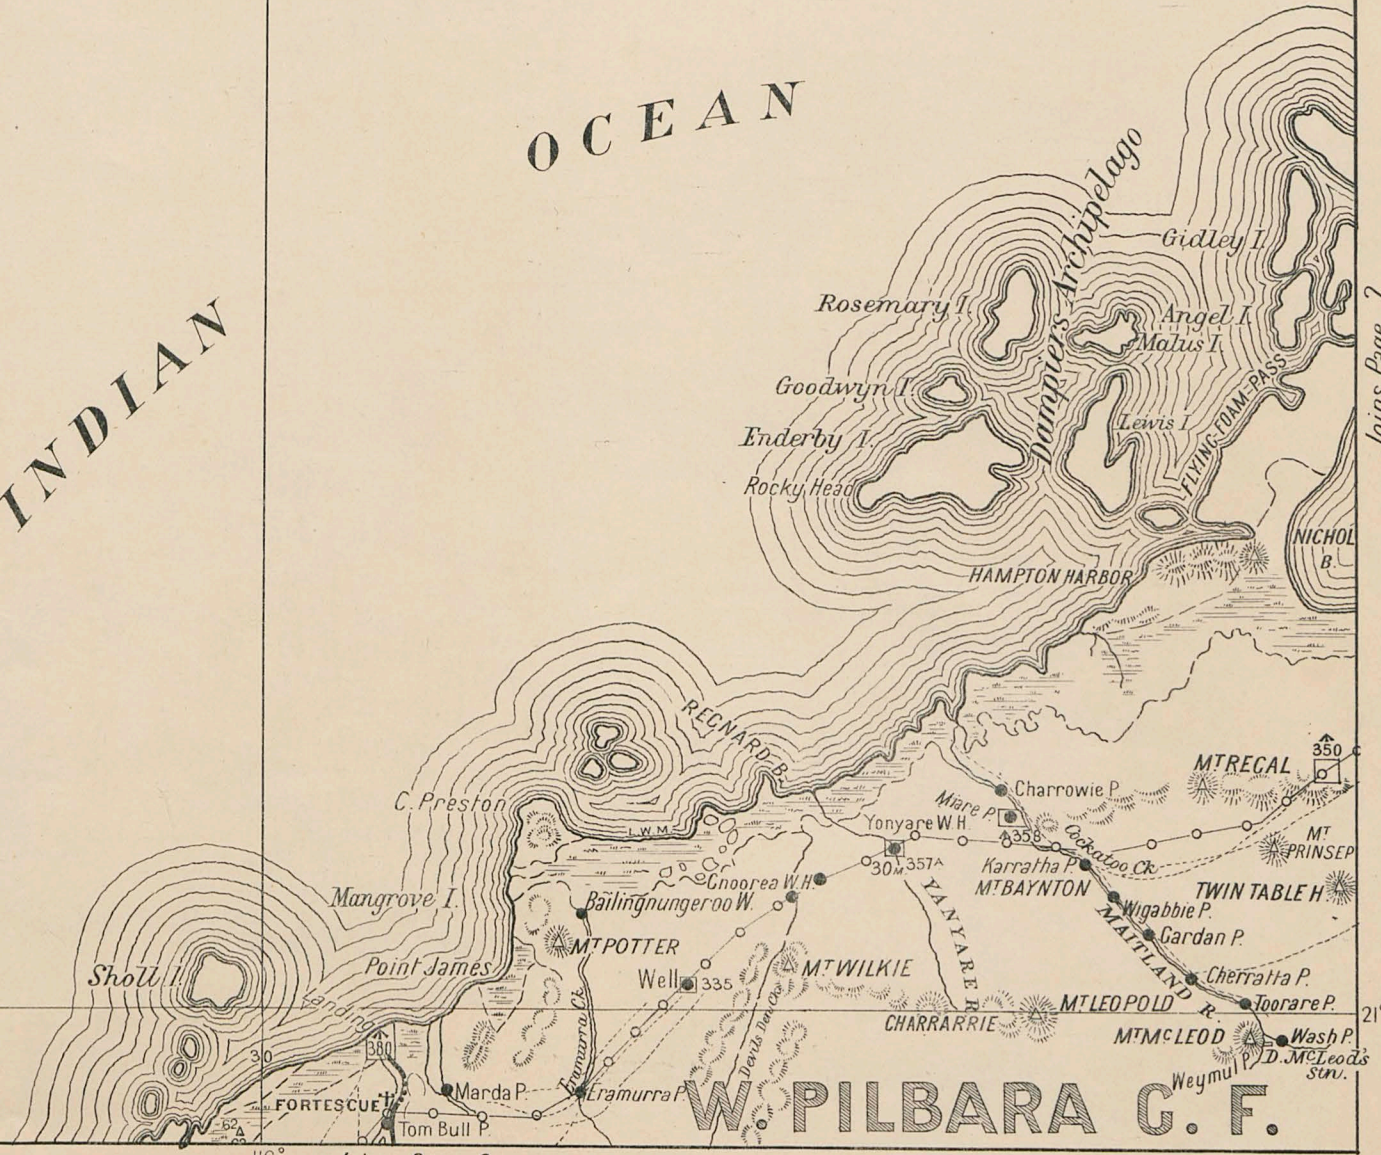 OCEAN
INDIAN
Dampiers Archipelago
Gidley I.
Rosemary I.
Angel I.
Malus I.
Goodwyn I.
Lewis I.
FLYING-FOAM-PASS
Enderby I.
Rocky Head
NICHOL
B.
HAMPTON HARBOR
Joins Page 2
REGNARD B.
C. Preston
L.W.M.
MT REGAL
350
Charrowie P.
Miare P.
Yonyare W.H.
358
Cockatoo Ck
MT
PRINSEP
30M 357A
Karratha P.
MT BAYNTON
TWIN TABLE H.
Cnoorea W.H.
Bailingnungeroo W.
YANYARE R.
Wigabbie P.
Mangrove I.
MAITLAND R.
Gardan P.
MT POTTER
Sholl I.
Point James
Well 335
MT WILKIE
Cherratta P.
MT LEOPOLD
Toorare P.
21°
Landing
CHARRARRIE
MT McLEOD
Wash P.
D. McLeod's
Stn.
Weymul P.
30
380
Eramurra Ck
Devils Den Ck
Marda P.
Eramurra P.
FORTESCUE
W. PILBARA G. F.
62
Tom Bull P.